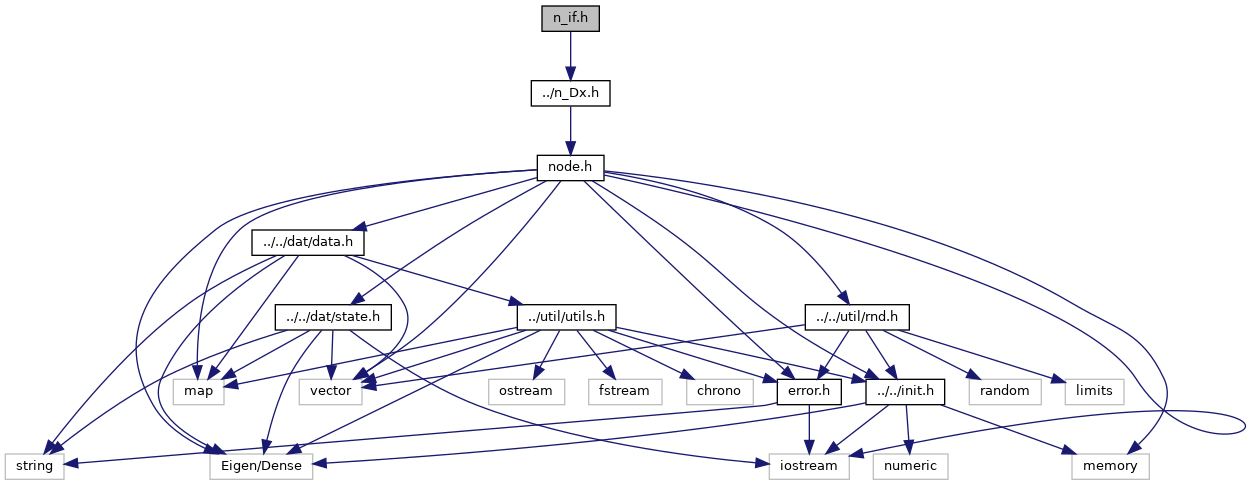 n_if.h
../n_Dx.h
node.h
../../dat/data.h
../../dat/state.h
../util/utils.h
../../util/rnd.h
map
vector
ostream
fstream
chrono
error.h
../../init.h
random
limits
string
Eigen/Dense
iostream
numeric
memory